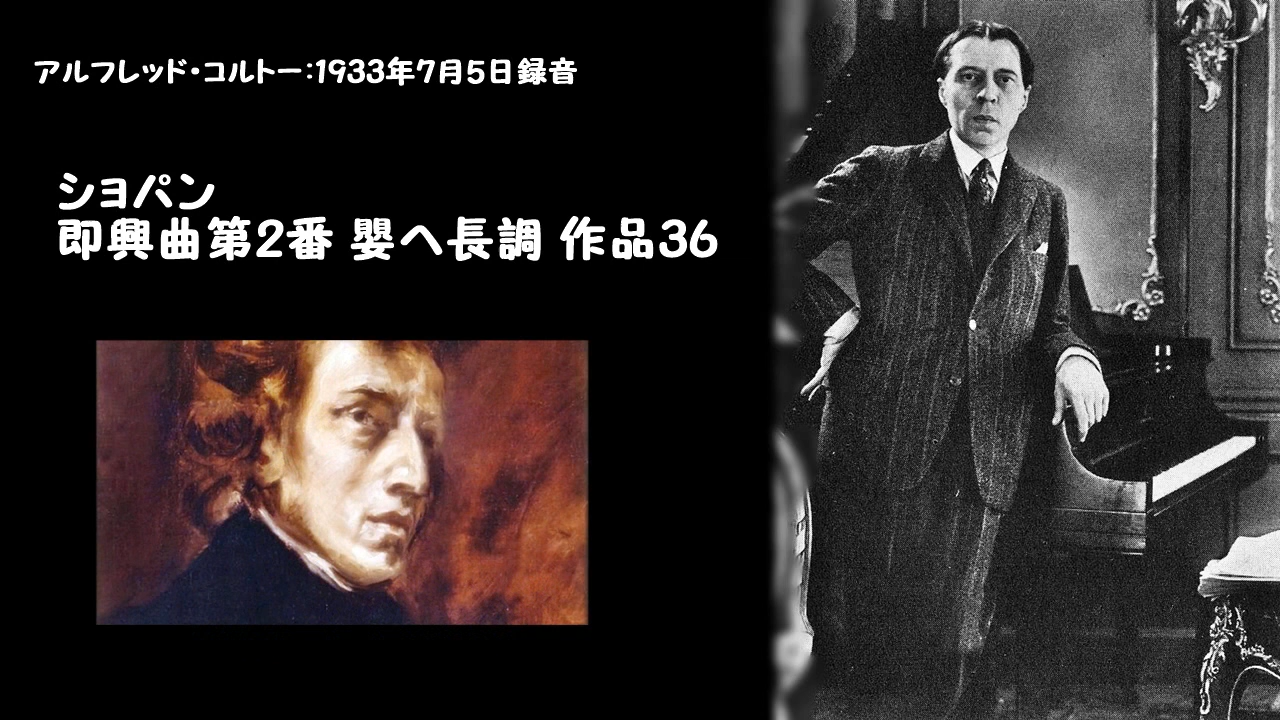 アルフレッド・コルトー:1933年7月5日録音
ショパン
即興曲第2番 嬰ヘ長調 作品36